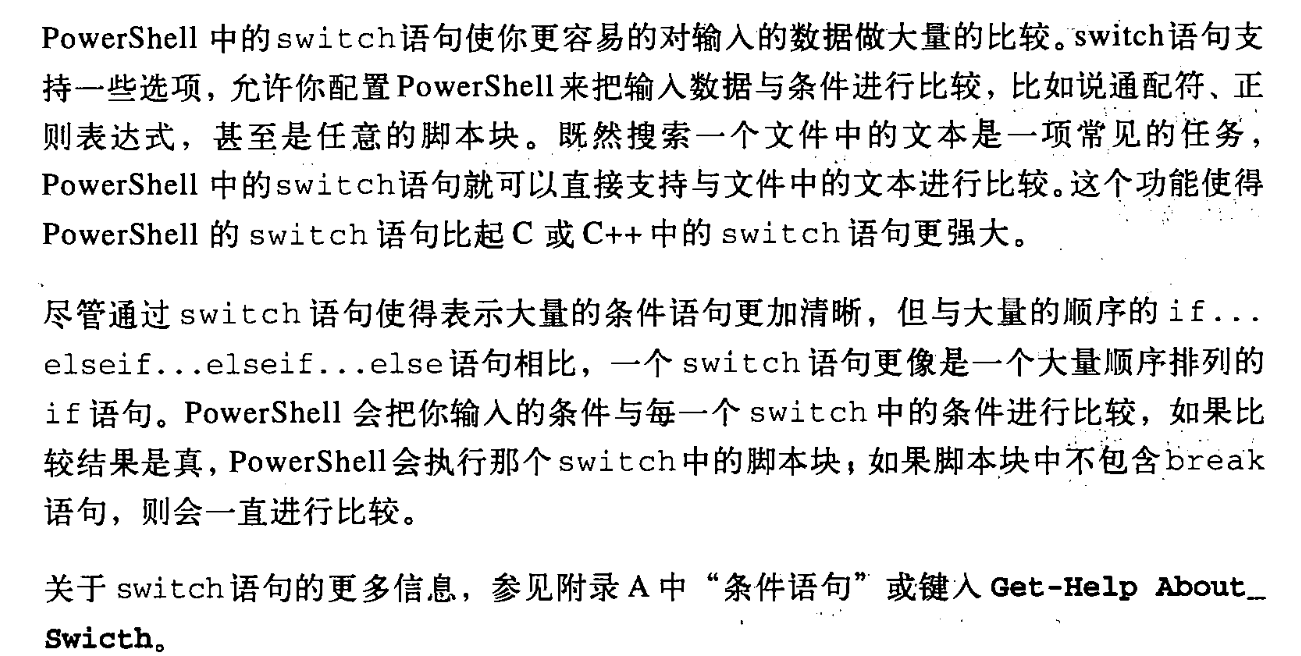 PowerShell 中的switch语句使你更容易的对输入的数据做大量的比较。switch语句支
持一些选项，允许你配置PowerShell来把输入数据与条件进行比较，比如说通配符、正
则表达式，甚至是任意的脚本块。既然搜索一个文件中的文本是一项常见的任务，
PowerShell 中的switch语句就可以直接支持与文件中的文本进行比较。这个功能使得
PowerShell 的 switch 语句比起 C 或 C++ 中的 switch 语句更强大。
尽管通过 switch 语句使得表示大量的条件语句更加清晰，但与大量的顺序的 if...
elseif...elseif...else语句相比，一个 switch 语句更像是一个大量顺序排列的
if 语句。PowerShell 会把你输入的条件与每一个 switch 中的条件进行比较，如果比
较结果是真，PowerShell会执行那个switch中的脚本块；如果脚本块中不包含break
语句，则会一直进行比较。
关于 switch语句的更多信息，参见附录 A 中“条件语句”或键入 Get-Help About_
Swicth。